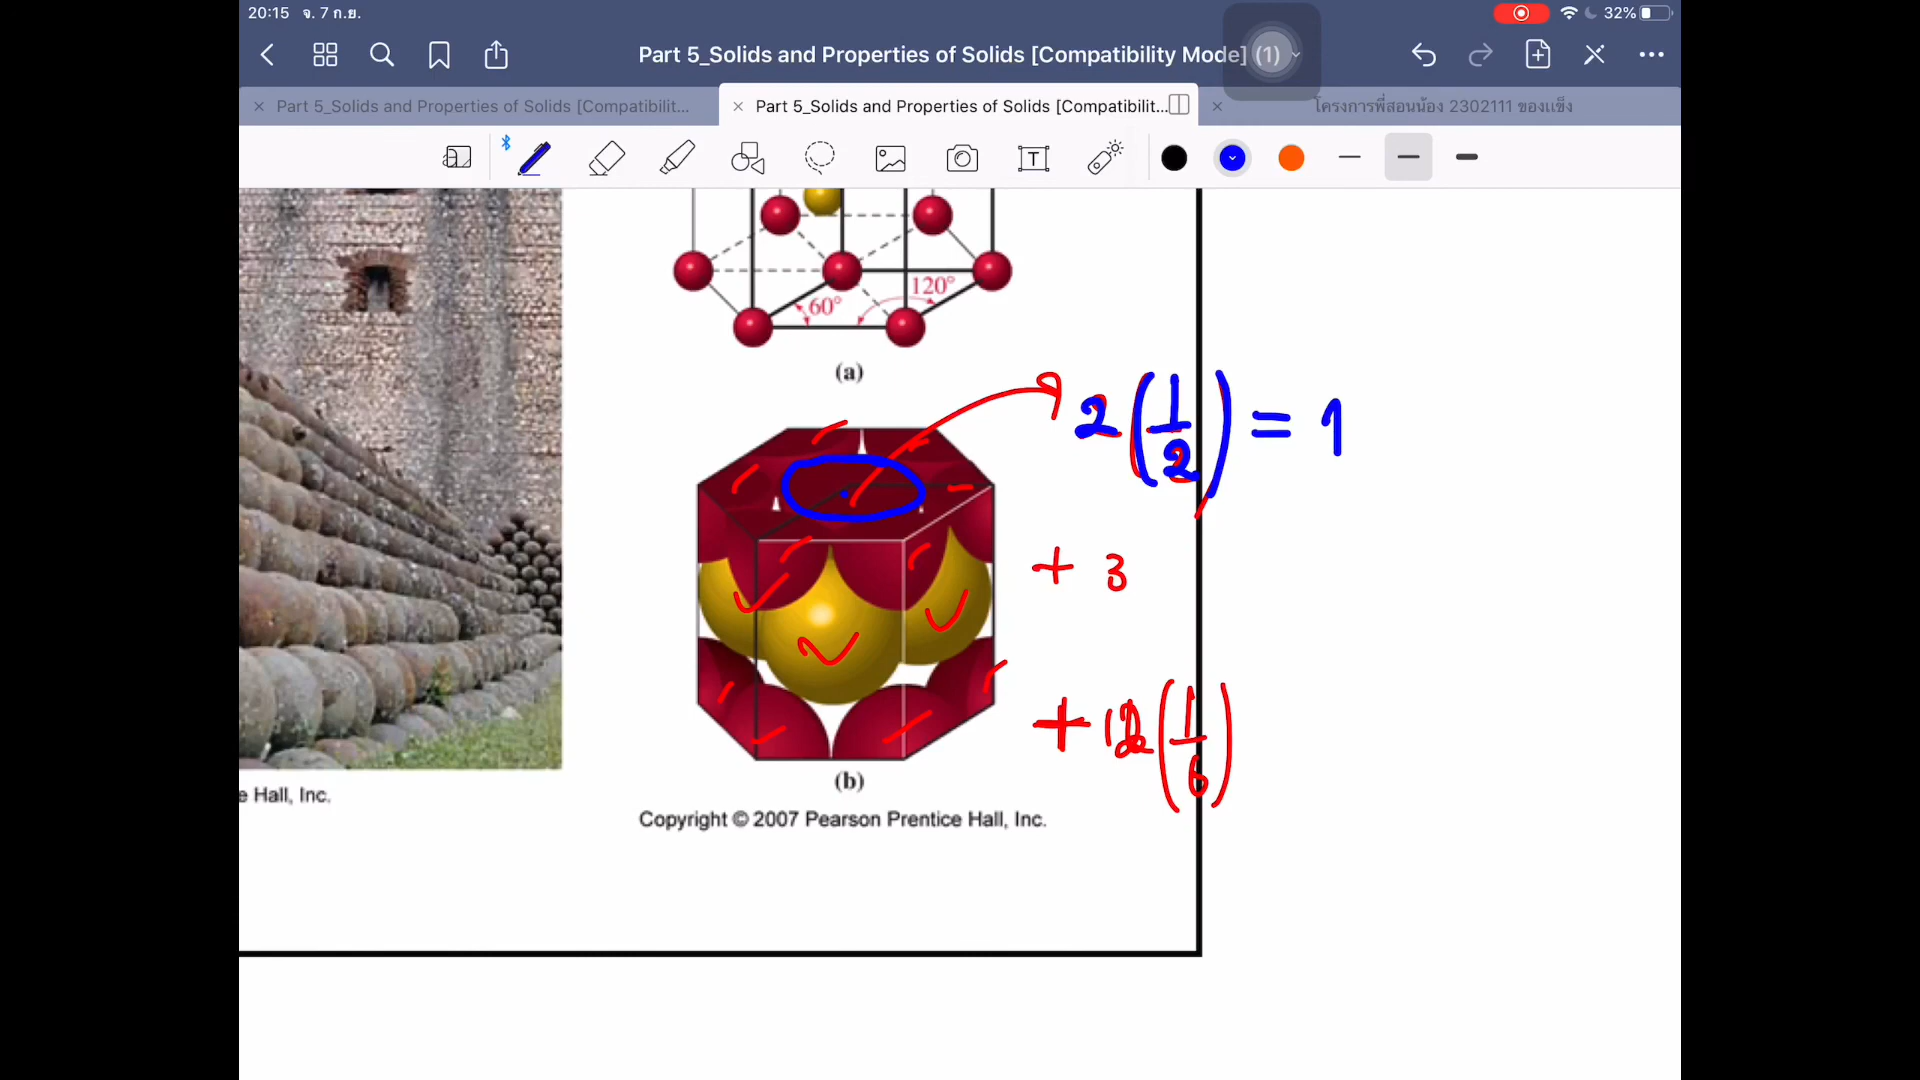 20:15 จ. 7 ก.ย.
32%
Part 5_Solids and Properties of Solids [Compatibility Mode] (1)
Part 5_Solids and Properties of Solids [Compatibilit...
Part 5_Solids and Properties of Solids [Compatibilit...
โครงการพี่สอนน้อง 2302111 ของแข็ง
a
T
60°
120°
(a)
2(1/2) = 1
+ 3
+ 12(1/6)
(b)
e Hall, Inc.
Copyright © 2007 Pearson Prentice Hall, Inc.